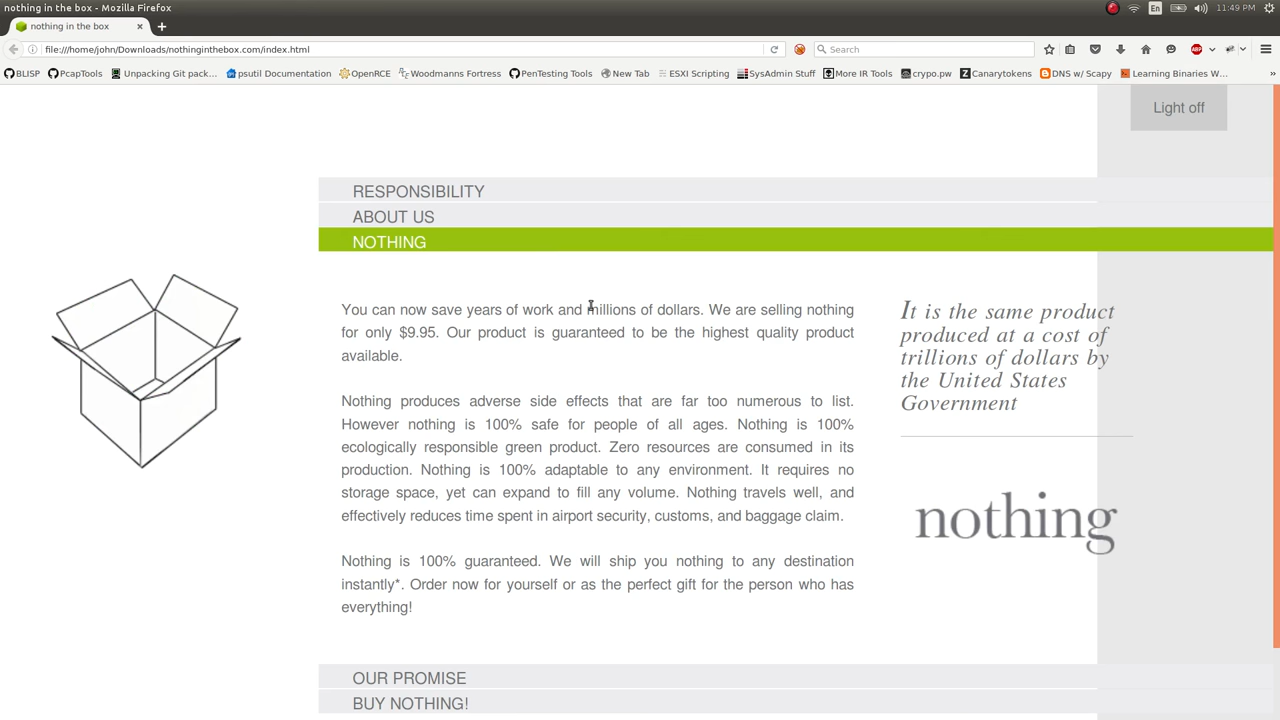 nothing in the box - Mozilla Firefox
En
11:49 PM
nothing in the box
file:///home/john/Downloads/nothinginthebox.com/index.html
Search
ABP
BLISP
PcapTools
Unpacking Git pack...
psutil Documentation
OpenRCE
Woodmanns Fortress
PenTesting Tools
New Tab
ESXI Scripting
SysAdmin Stuff
More IR Tools
crypo.pw
Canarytokens
DNS w/ Scapy
Learning Binaries W...
Light off
RESPONSIBILITY
ABOUT US
NOTHING
You can now save years of work and millions of dollars. We are selling nothing
for only $9.95. Our product is guaranteed to be the highest quality product
available.
Nothing produces adverse side effects that are far too numerous to list.
However nothing is 100% safe for people of all ages. Nothing is 100%
ecologically responsible green product. Zero resources are consumed in its
production. Nothing is 100% adaptable to any environment. It requires no
storage space, yet can expand to fill any volume. Nothing travels well, and
effectively reduces time spent in airport security, customs, and baggage claim.
Nothing is 100% guaranteed. We will ship you nothing to any destination
instantly*. Order now for yourself or as the perfect gift for the person who has
everything!
It is the same product
produced at a cost of
trillions of dollars by
the United States
Government
nothing
OUR PROMISE
BUY NOTHING!